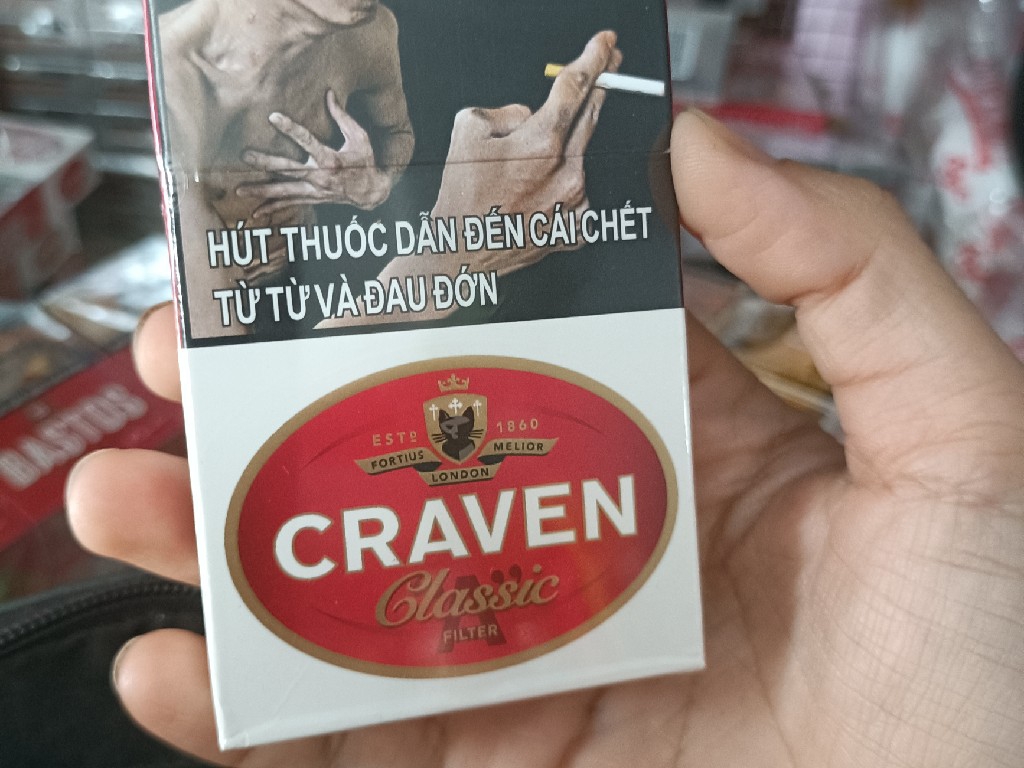 HÚT THUỐC DẪN ĐẾN CÁI CHẾT
TỪ TỪ VÀ ĐAU ĐỚN
ESTD 1860
FORTIUS MELIOR
LONDON
CRAVEN
"A"
Classic
FILTER
BASTOS